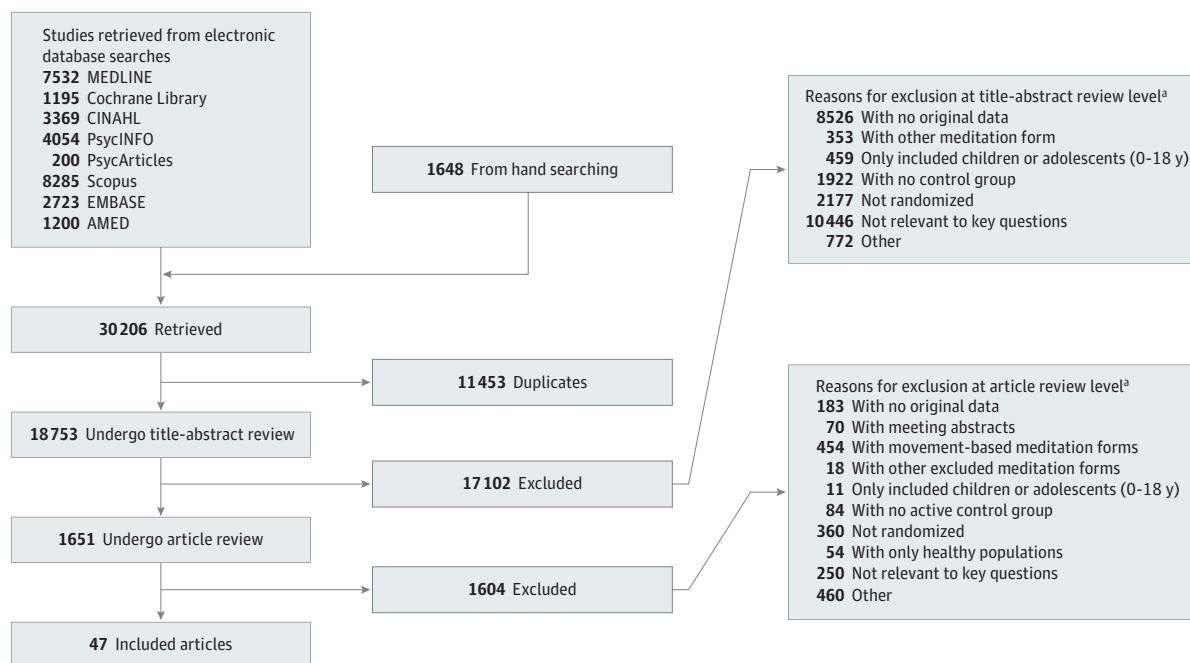 Studies retrieved from electronic
database searches
7532 MEDLINE
1195 Cochrane Library
3369 CINAHL
4054 PsycINFO
200 PsycArticles
8285 Scopus
2723 EMBASE
1200 AMED
1648 From hand searching
30206 Retrieved
11453 Duplicates
18753 Undergo title-abstract review
17102 Excluded
Reasons for exclusion at title-abstract review levelᵃ
8526 With no original data
353 With other meditation form
459 Only included children or adolescents (0-18 y)
1922 With no control group
2177 Not randomized
10446 Not relevant to key questions
772 Other
1651 Undergo article review
1604 Excluded
Reasons for exclusion at article review levelᵃ
183 With no original data
70 With meeting abstracts
454 With movement-based meditation forms
18 With other excluded meditation forms
11 Only included children or adolescents (0-18 y)
84 With no active control group
360 Not randomized
54 With only healthy populations
250 Not relevant to key questions
460 Other
47 Included articles